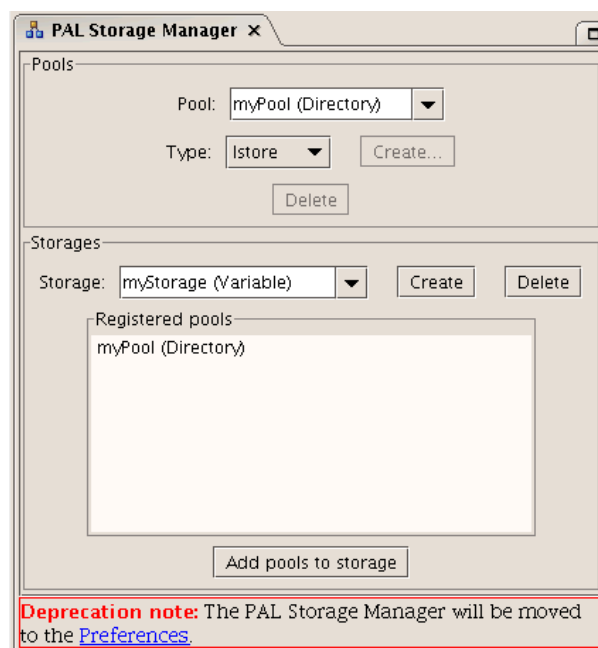 PAL Storage Manager
Pools
Pool: myPool (Directory)
Type: lstore Create...
Delete
Storages
Storage: myStorage (Variable) Create Delete
Registered pools
myPool (Directory)
Add pools to storage
Deprecation note: The PAL Storage Manager will be moved
to the Preferences.